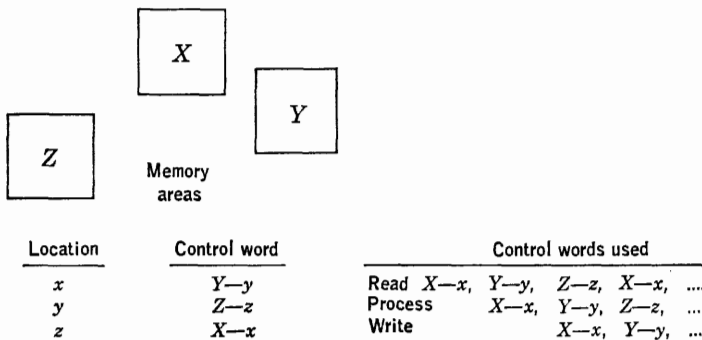 X
Y
Z
Memory
areas
Location Control word Control words used
x Y—y Read X—x, Y—y, Z—z, X—x, ....
y Z—z Process X—x, Y—y, Z—z, ...
z X—x Write X—x, Y—y, ...